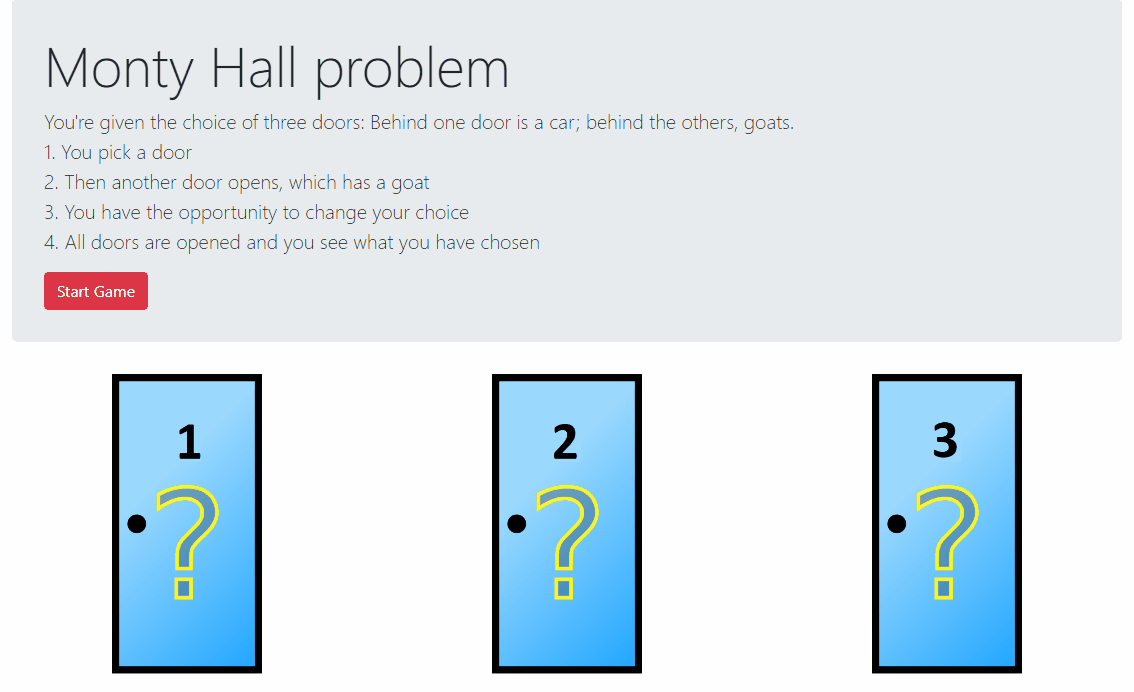 Monty Hall problem
You're given the choice of three doors: Behind one door is a car; behind the others, goats.
1. You pick a door
2. Then another door opens, which has a goat
3. You have the opportunity to change your choice
4. All doors are opened and you see what you have chosen
Start Game
1 2 3
? ? ?